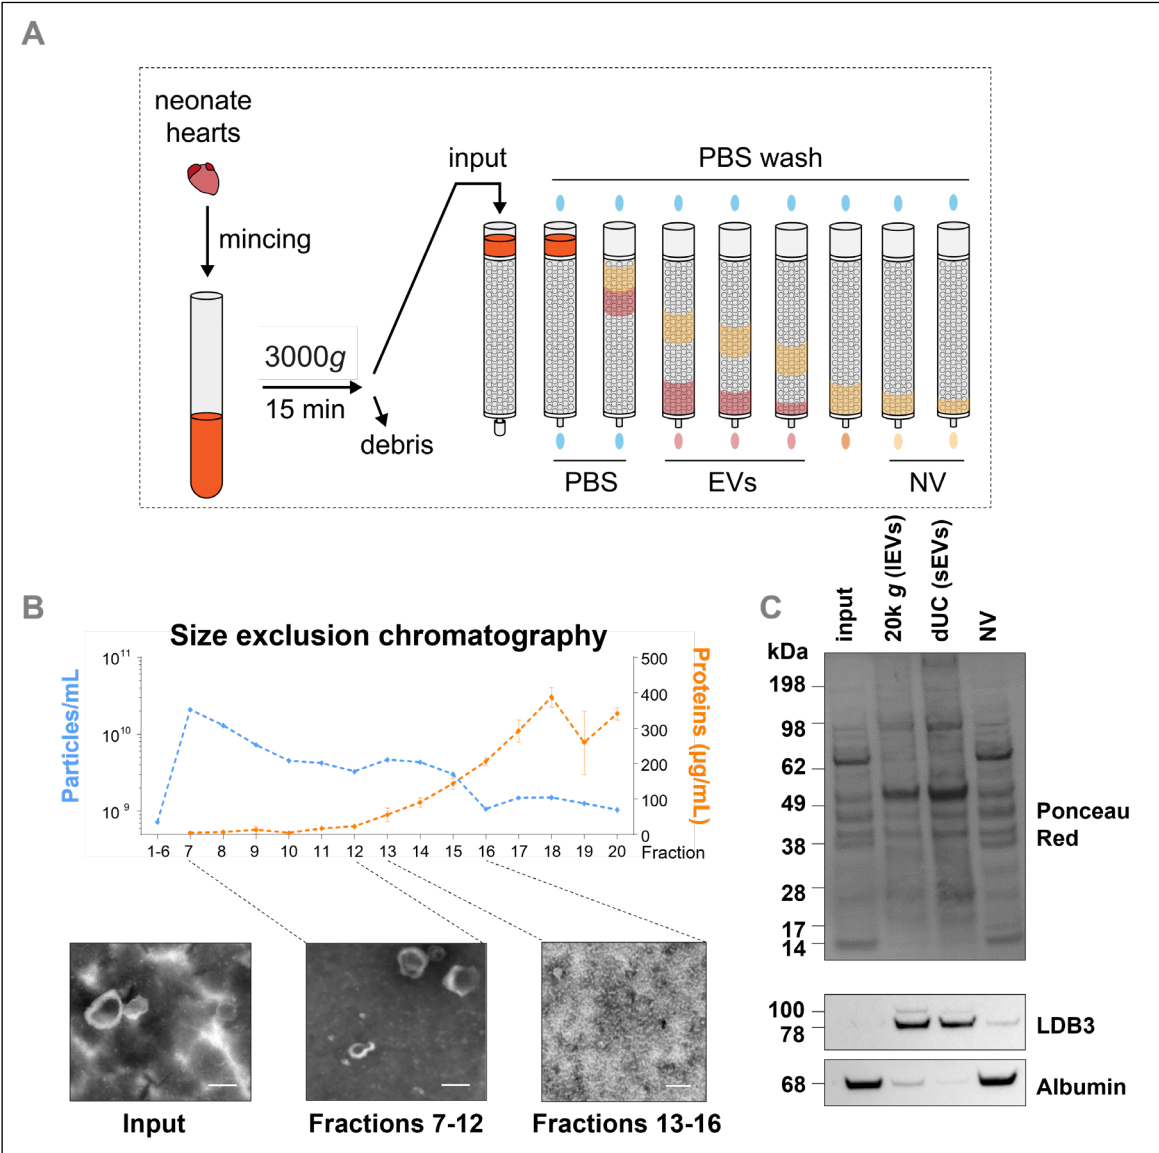 A
neonate
hearts
mincing
3000g
15 min
debris
input
PBS wash
PBS
EVs
NV
B
Size exclusion chromatography
Particles/mL
10¹¹
10¹⁰
10⁹
500
400
300
200
100
0
Proteins (µg/mL)
1-6 7 8 9 10 11 12 13 14 15 16 17 18 19 20 Fraction
Input
Fractions 7-12
Fractions 13-16
C
input
20k g (lEVs)
dUC (sEVs)
NV
kDa
198
98
62
49
38
28
17
14
Ponceau
Red
100
78
LDB3
68
Albumin